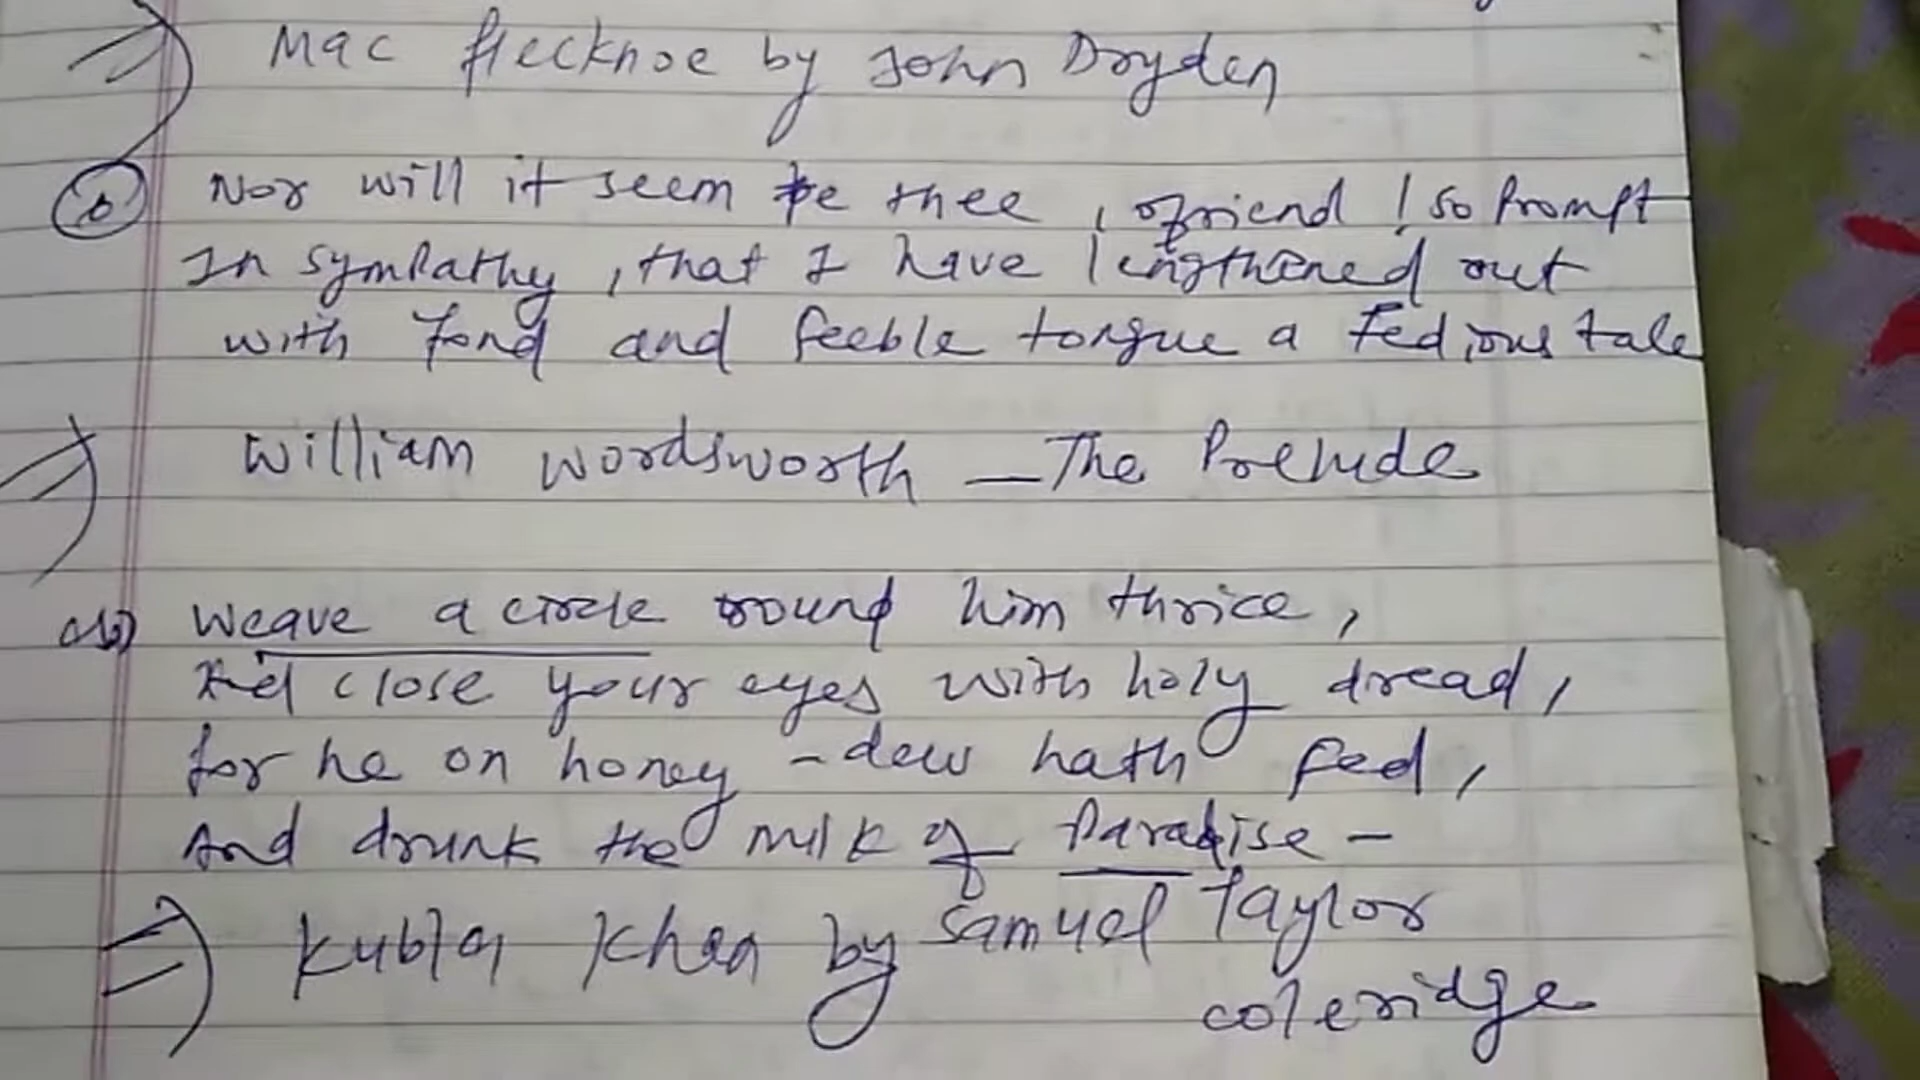 Mac flecknoe by John Dryden
(b) Nor will it seem to thee, o friend! so Prompt
In sympathy, that I have lengthened out
with fond and feeble tongue a Tedious tale
William Wordsworth - The Prelude
Weave a circle round him thrice,
And close your eyes with holy dread,
for he on honey-dew hath fed,
And drunk the milk of Paradise-
Kubla Khan by Samuel Taylor
coleridge